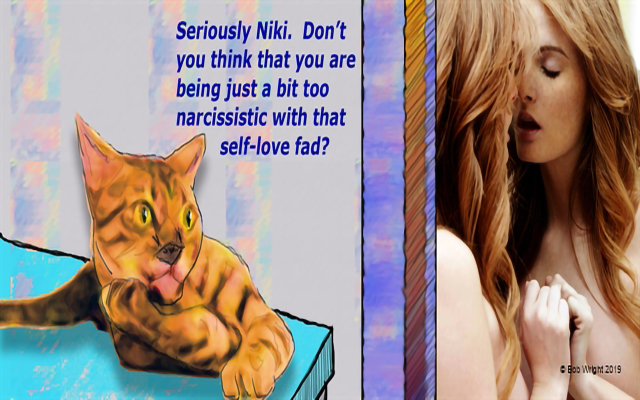 Seriously Niki.  Don't
you think that you are
being just a bit too
narcissistic with that
self-love fad?
© Bob Wright 2019